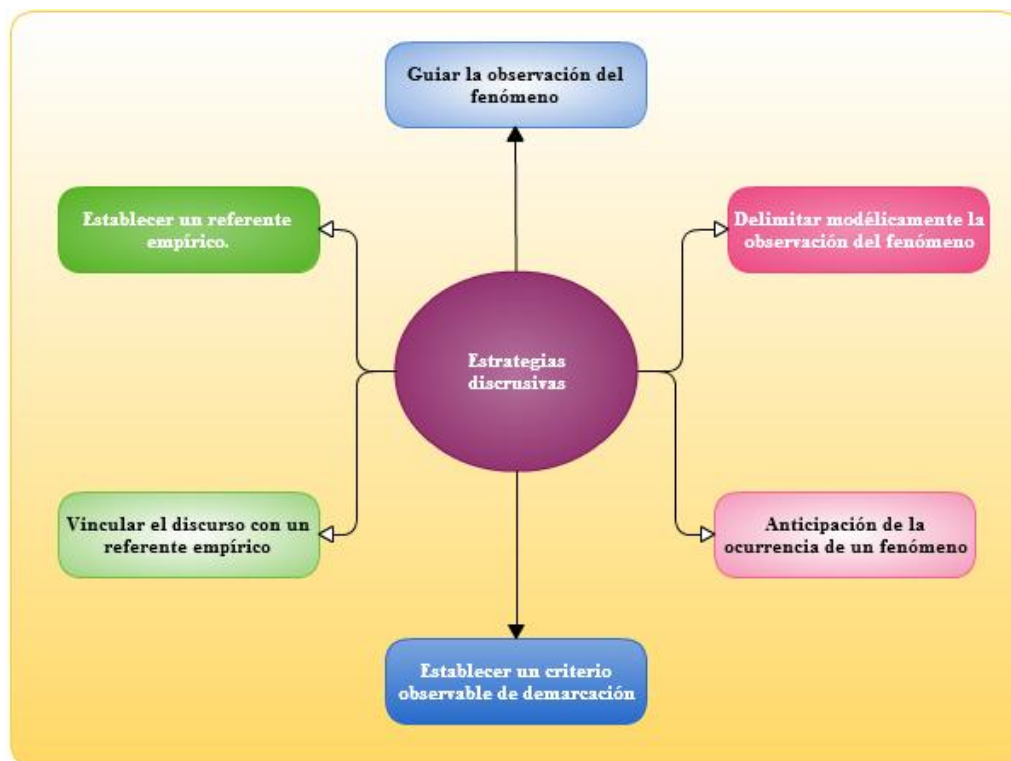 Guiar la observación del
fenómeno
Establecer un referente
empírico.
Delimitar modélicamente la
observación del fenómeno
Estrategias
discrusivas
Vincular el discurso con un
referente empírico
Anticipación de la
ocurrencia de un fenómeno
Establecer un criterio
observable de demarcación